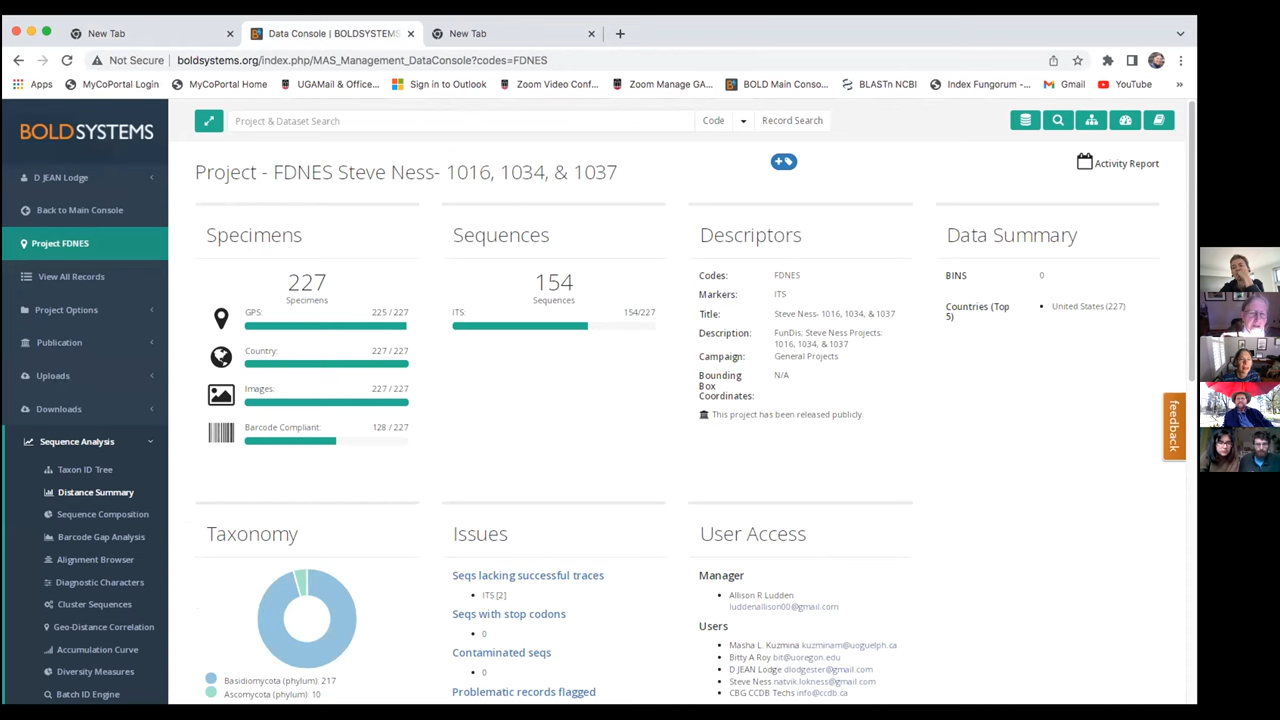 New Tab
Data Console | BOLDSYSTEMS
New Tab
Not Secure
boldsystems.org/index.php/MAS_Management_DataConsole?codes=FDNES
Apps
MyCoPortal Login
MyCoPortal Home
UGAMail & Office...
Sign in to Outlook
Zoom Video Conf...
Zoom Manage GA...
BOLD Main Conso...
BLASTn NCBI
Index Fungorum -...
Gmail
YouTube
BOLDSYSTEMS
D JEAN Lodge
Back to Main Console
Project FDNES
View All Records
Project Options
Publication
Uploads
Downloads
Sequence Analysis
Taxon ID Tree
Distance Summary
Sequence Composition
Barcode Gap Analysis
Alignment Browser
Diagnostic Characters
Cluster Sequences
Geo-Distance Correlation
Accumulation Curve
Diversity Measures
Batch ID Engine
Project & Dataset Search
Code
Record Search
Project - FDNES Steve Ness- 1016, 1034, & 1037
Activity Report
Specimens
227
Specimens
GPS: 225 / 227
Country: 227 / 227
Images: 227 / 227
Barcode Compliant: 128 / 227
Sequences
154
Sequences
ITS: 154/227
Descriptors
Codes: FDNES
Markers: ITS
Title: Steve Ness- 1016, 1034, & 1037
Description: FunDis; Steve Ness Projects:
1016, 1034, & 1037
Campaign: General Projects
Bounding N/A
Box
Coordinates:
This project has been released publicly.
Data Summary
BINS 0
Countries (Top
5)
United States (227)
feedback
Taxonomy
Basidiomycota (phylum): 217
Ascomycota (phylum): 10
Issues
Seqs lacking successful traces
ITS [2]
Seqs with stop codons
0
Contaminated seqs
0
Problematic records flagged
User Access
Manager
Allison R Ludden
luddenallison00@gmail.com
Users
Masha L. Kuzmina kuzminam@uoguelph.ca
Bitty A Roy bit@uoregon.edu
D JEAN Lodge dlodgester@gmail.com
Steve Ness natvik.lokness@gmail.com
CBG CCDB Techs info@ccdb.ca